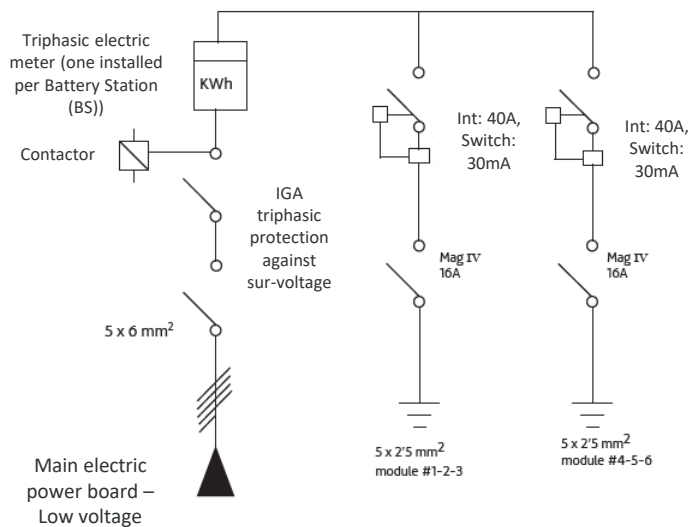 Triphasic electric
meter (one installed
per Battery Station
(BS))
KWh
Contactor
IGA
triphasic
protection
against
sur-voltage
5 x 6 mm²
Main electric
power board –
Low voltage
Int: 40A,
Switch:
30mA
Mag IV
16A
5 x 2'5 mm²
module #1-2-3
Int: 40A,
Switch:
30mA
Mag IV
16A
5 x 2'5 mm²
module #4-5-6